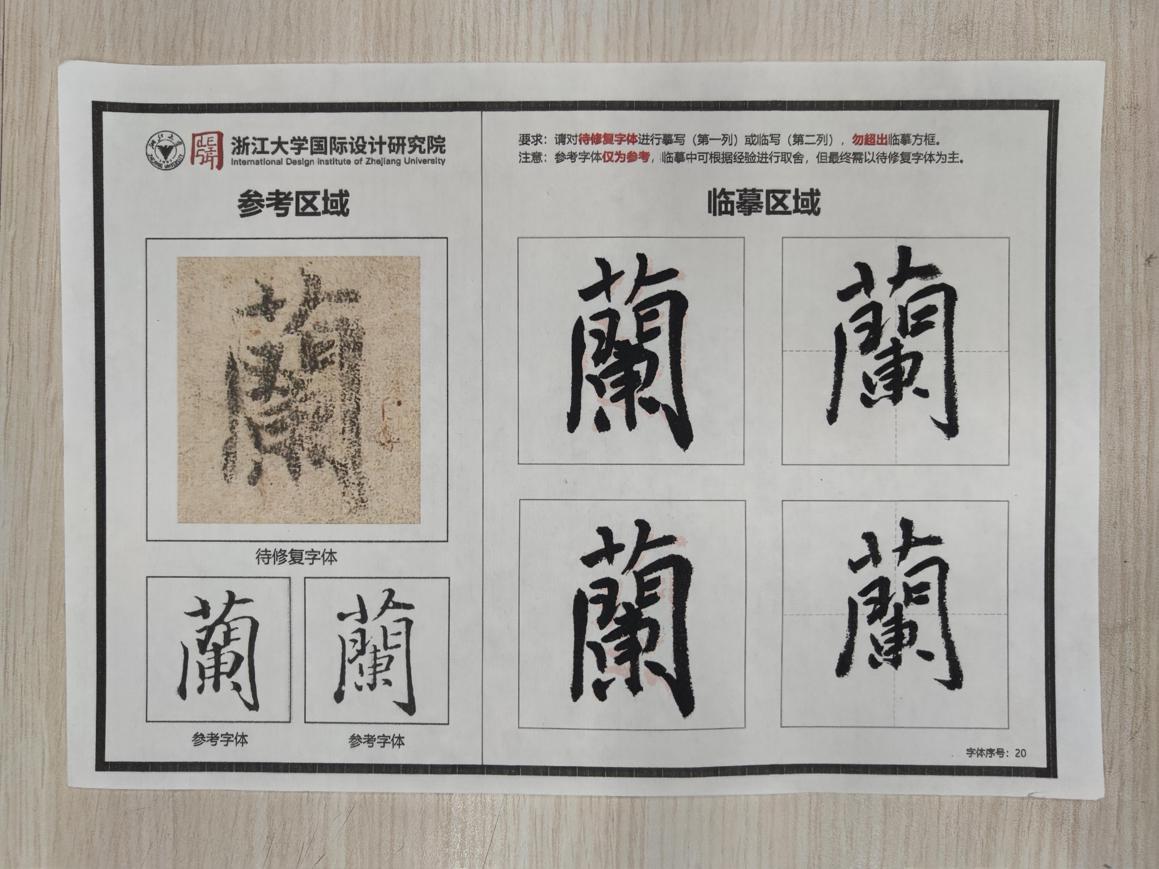 浙江大学国际设计研究院
International Design Institute of Zhejiang University
参考区域
蘭
待修复字体
蘭
蘭
参考字体
参考字体
要求：请对待修复字体进行摹写（第一列）或临写（第二列），勿超出临摹方框。
注意：参考字体仅为参考，临摹中可根据经验进行取舍，但最终需以待修复字体为主。
临摹区域
蘭
蘭
蘭
蘭
字体序号：20